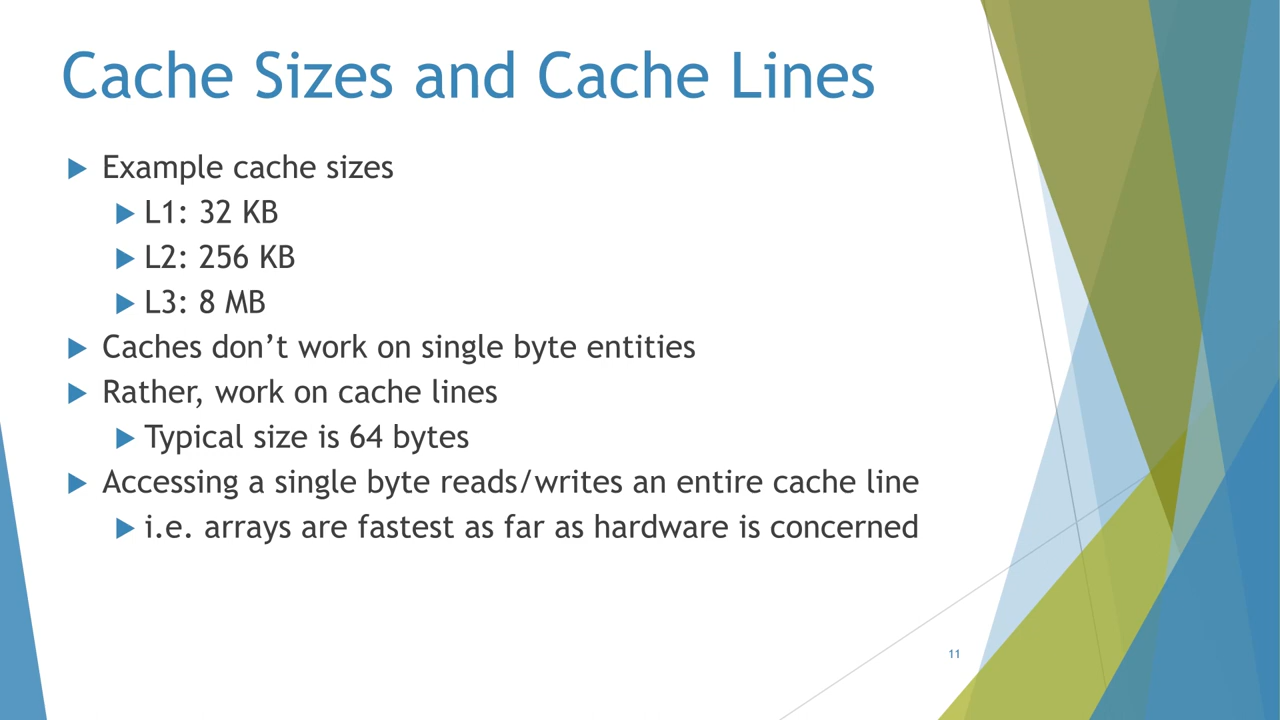 Cache Sizes and Cache Lines
Example cache sizes
L1: 32 KB
L2: 256 KB
L3: 8 MB
Caches don’t work on single byte entities
Rather, work on cache lines
Typical size is 64 bytes
Accessing a single byte reads/writes an entire cache line
i.e. arrays are fastest as far as hardware is concerned
11